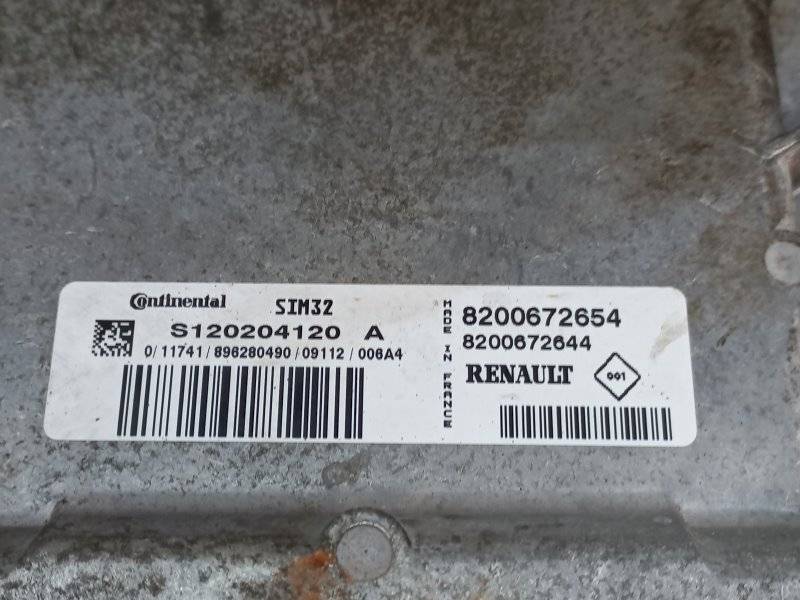 Continental SIM32
S120204120 A
0/11741/896280490/09112/006A4
MADE IN FRANCE
8200672654
8200672644
RENAULT 001